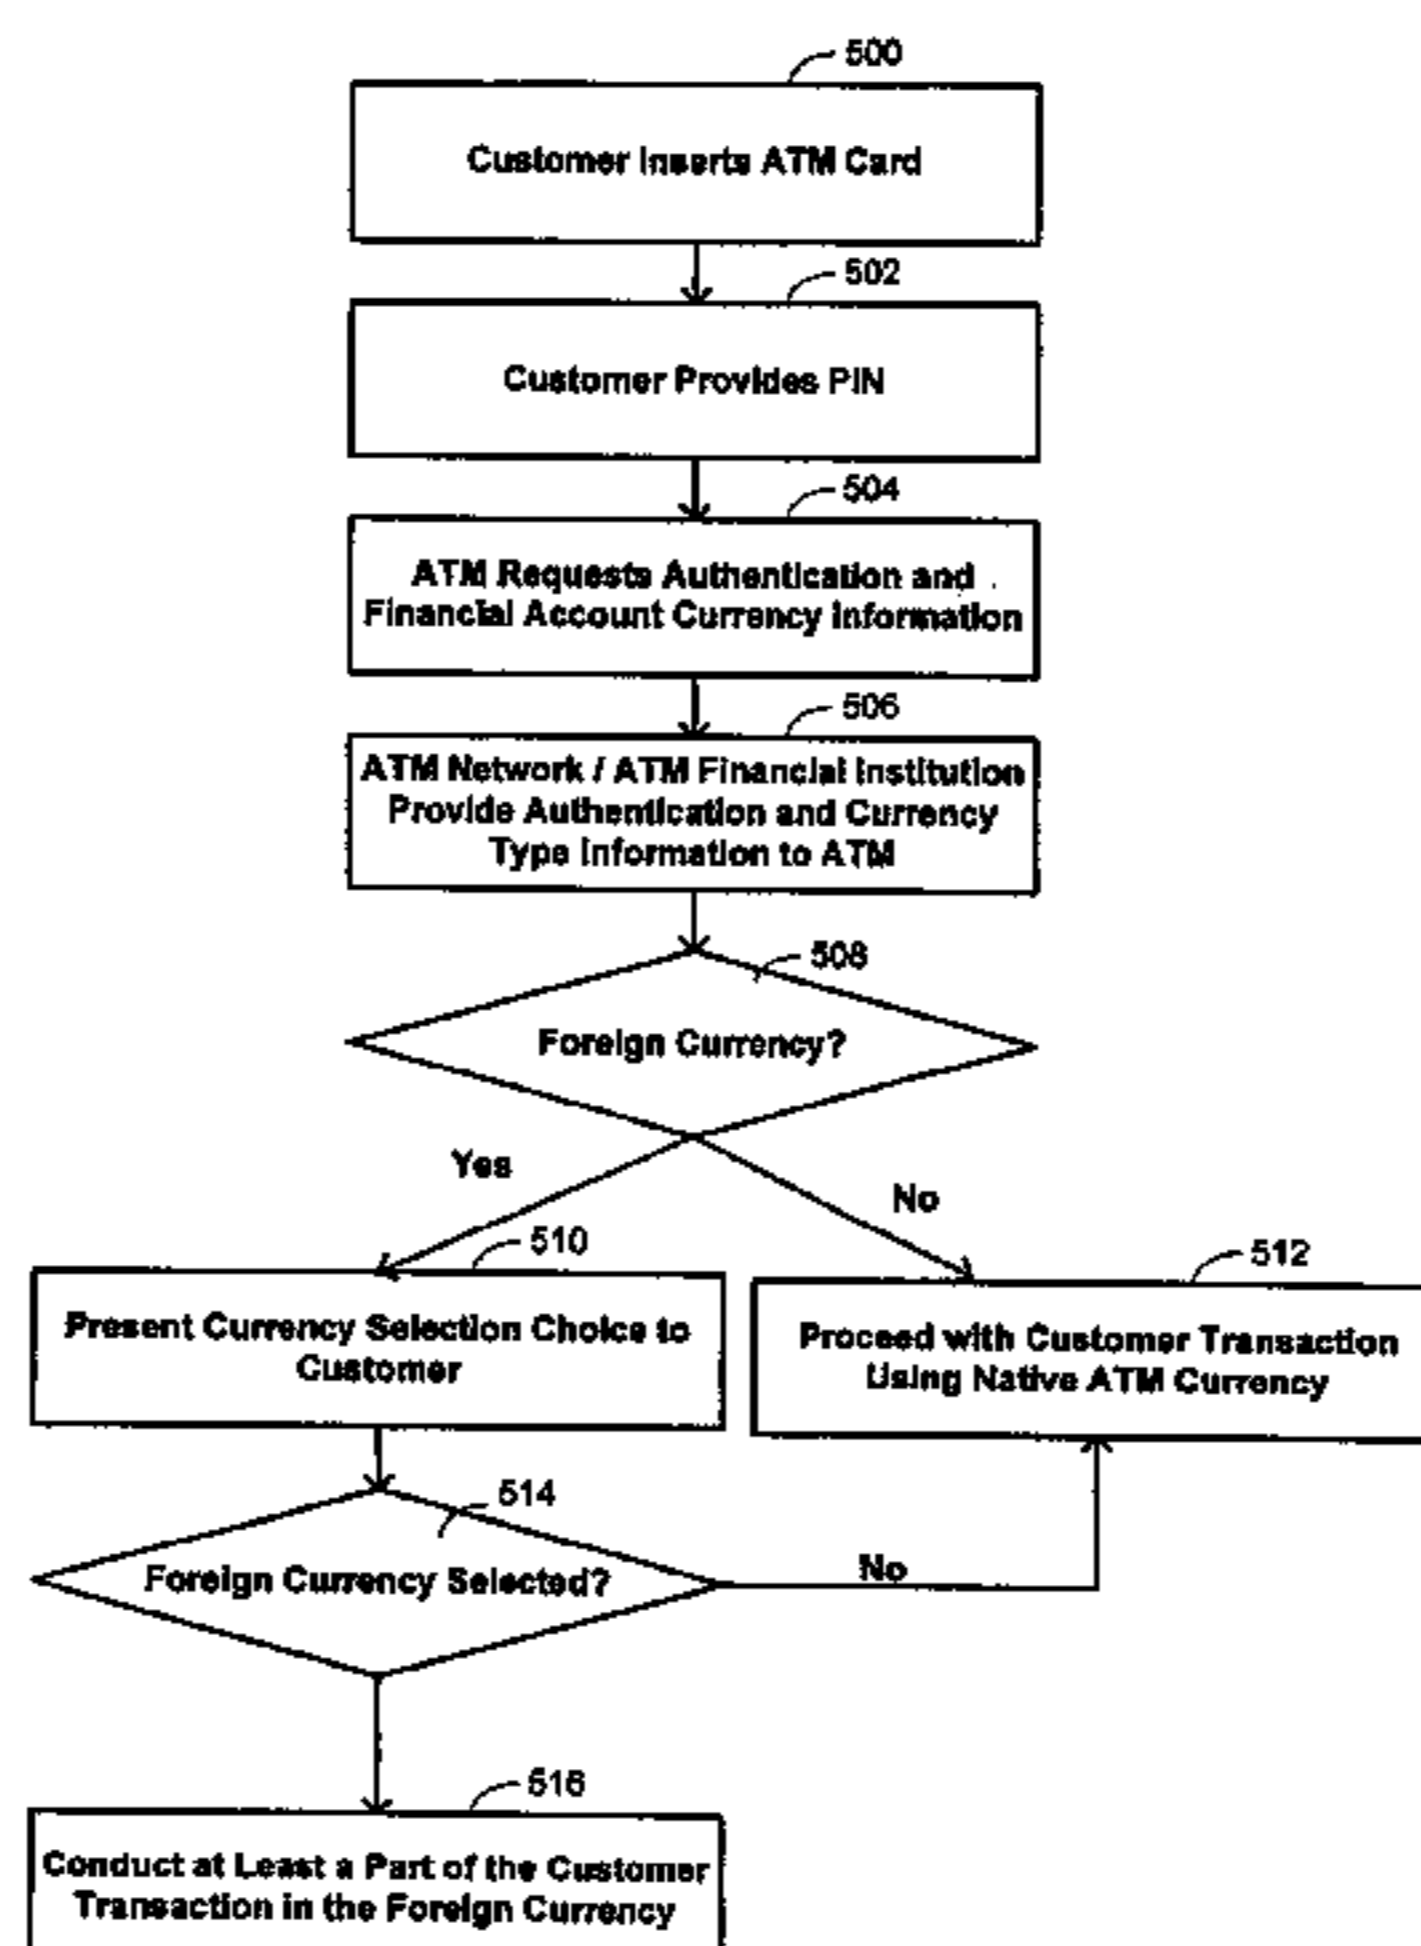 500
Customer Inserts ATM Card
502
Customer Provides PIN
504
ATM Requests Authentication and
Financial Account Currency Information
506
ATM Network / ATM Financial Institution
Provide Authentication and Currency
Type Information to ATM
508
Foreign Currency?
Yes
No
510
Present Currency Selection Choice to
Customer
512
Proceed with Customer Transaction
Using Native ATM Currency
514
Foreign Currency Selected?
No
516
Conduct at Least a Part of the Customer
Transaction in the Foreign Currency